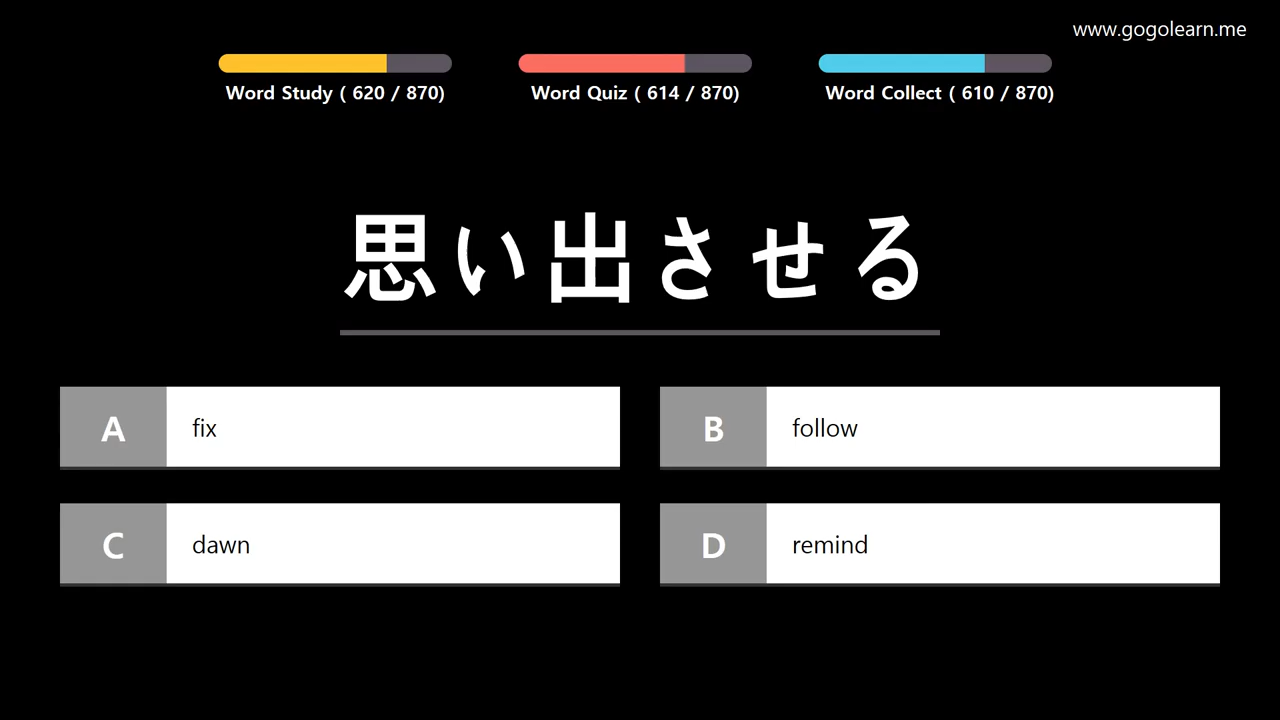 www.gogolearn.me
Word Study ( 620 / 870)
Word Quiz ( 614 / 870)
Word Collect ( 610 / 870)
思い出させる
A fix
B follow
C dawn
D remind